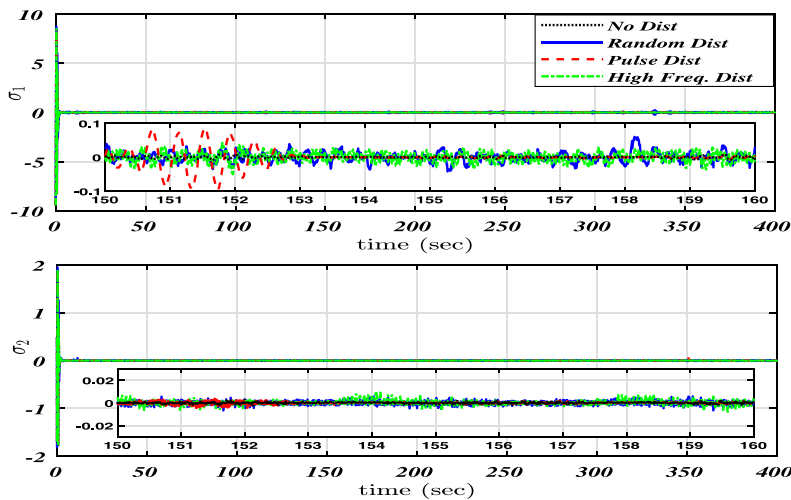 10
5
0
-5
-10
σ1
No Dist
Random Dist
Pulse Dist
High Freq. Dist
0.1
0
-0.1
150 151 152 153 154 155 156 157 158 159 160
0 50 100 150 200 250 300 350 400
time (sec)
2
1
0
-1
-2
σ2
0.02
0
-0.02
150 151 152 153 154 155 156 157 158 159 160
0 50 100 150 200 250 300 350 400
time (sec)